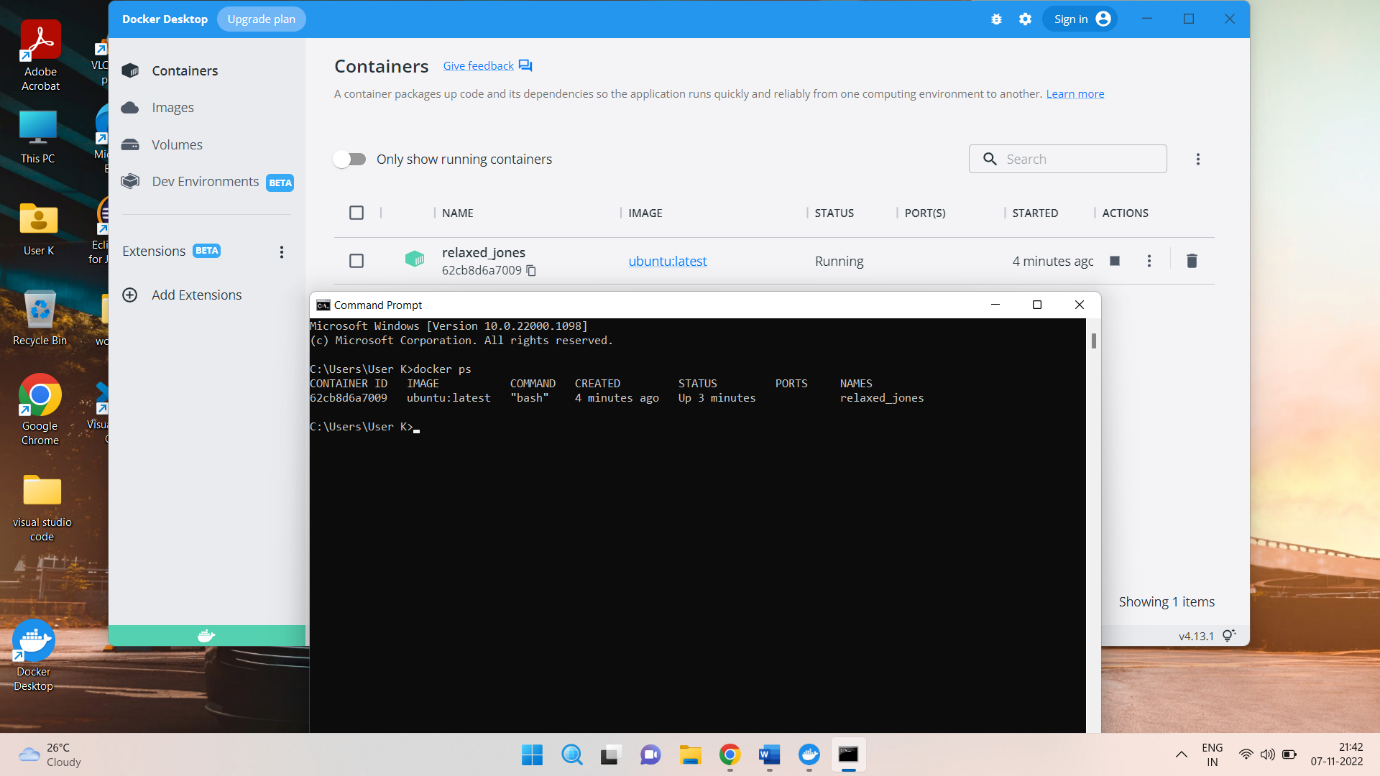 Docker Desktop Upgrade plan Sign in
Containers
Images
Volumes
Dev Environments BETA
Extensions BETA
Add Extensions
Containers Give feedback
A container packages up code and its dependencies so the application runs quickly and reliably from one computing environment to another. Learn more
Only show running containers
Search
NAME IMAGE STATUS PORT(S) STARTED ACTIONS
relaxed_jones
62cb8d6a7009
ubuntu:latest Running 4 minutes ago
Showing 1 items
v4.13.1
Command Prompt
Microsoft Windows [Version 10.0.22000.1098]
(c) Microsoft Corporation. All rights reserved.
C:\Users\User K>docker ps
CONTAINER ID IMAGE COMMAND CREATED STATUS PORTS NAMES
62cb8d6a7009 ubuntu:latest "bash" 4 minutes ago Up 3 minutes relaxed_jones
C:\Users\User K>
Adobe
Acrobat
This PC
User K
Recycle Bin
Google
Chrome
visual studio
code
Docker
Desktop
VLC
p
Mic
E
Ecli
for J
wo
Visua
C
26°C
Cloudy
ENG
IN
21:42
07-11-2022